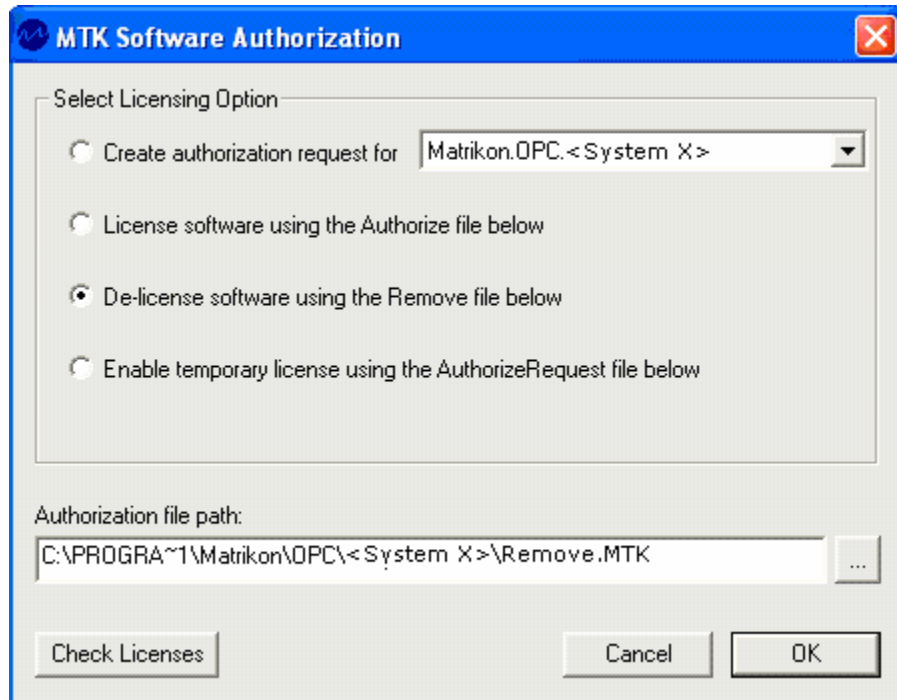 MTK Software Authorization
Select Licensing Option
Create authorization request for Matrikon.OPC.<System X>
License software using the Authorize file below
De-license software using the Remove file below
Enable temporary license using the AuthorizeRequest file below
Authorization file path:
C:\PROGRA~1\Matrikon\OPC\<System X>\Remove.MTK ...
Check Licenses Cancel OK